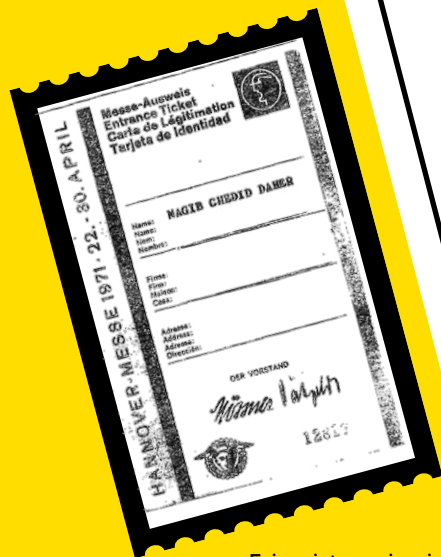 HANNOVER-MESSE 1971 · 22. - 30. APRIL
Messe-Ausweis
Entrance Ticket
Carte de Légitimation
Tarjeta de Identidad
NAGIB CHEDID DAHER
Name:
Name:
Nom:
Nombre:
Firma:
Firm:
Maison:
Casa:
Adresse:
Address:
Adresse:
Dirección:
DER VORSTAND